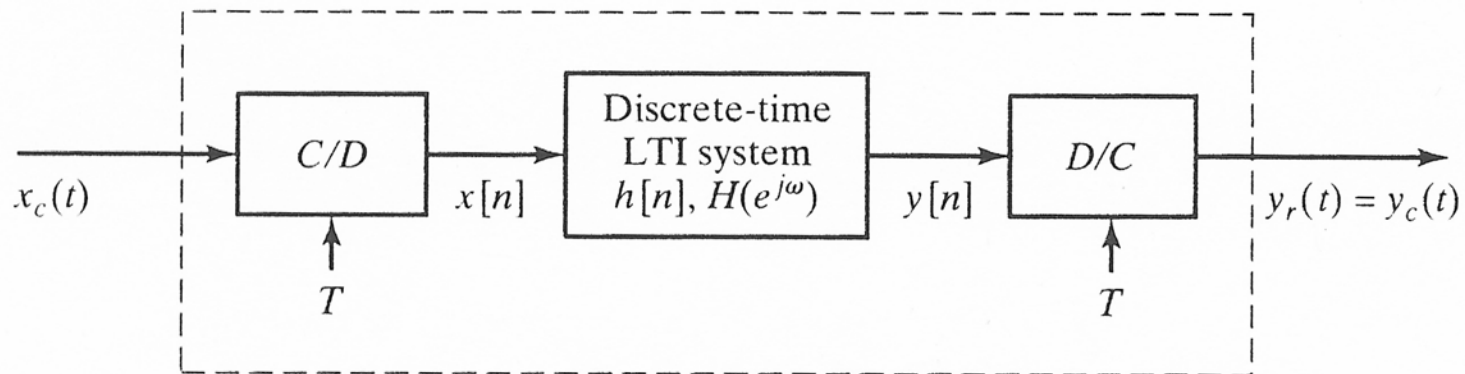 x_c(t)
C/D
T
x[n]
Discrete-time
LTI system
h[n], H(e^{jω})
y[n]
D/C
T
y_r(t) = y_c(t)